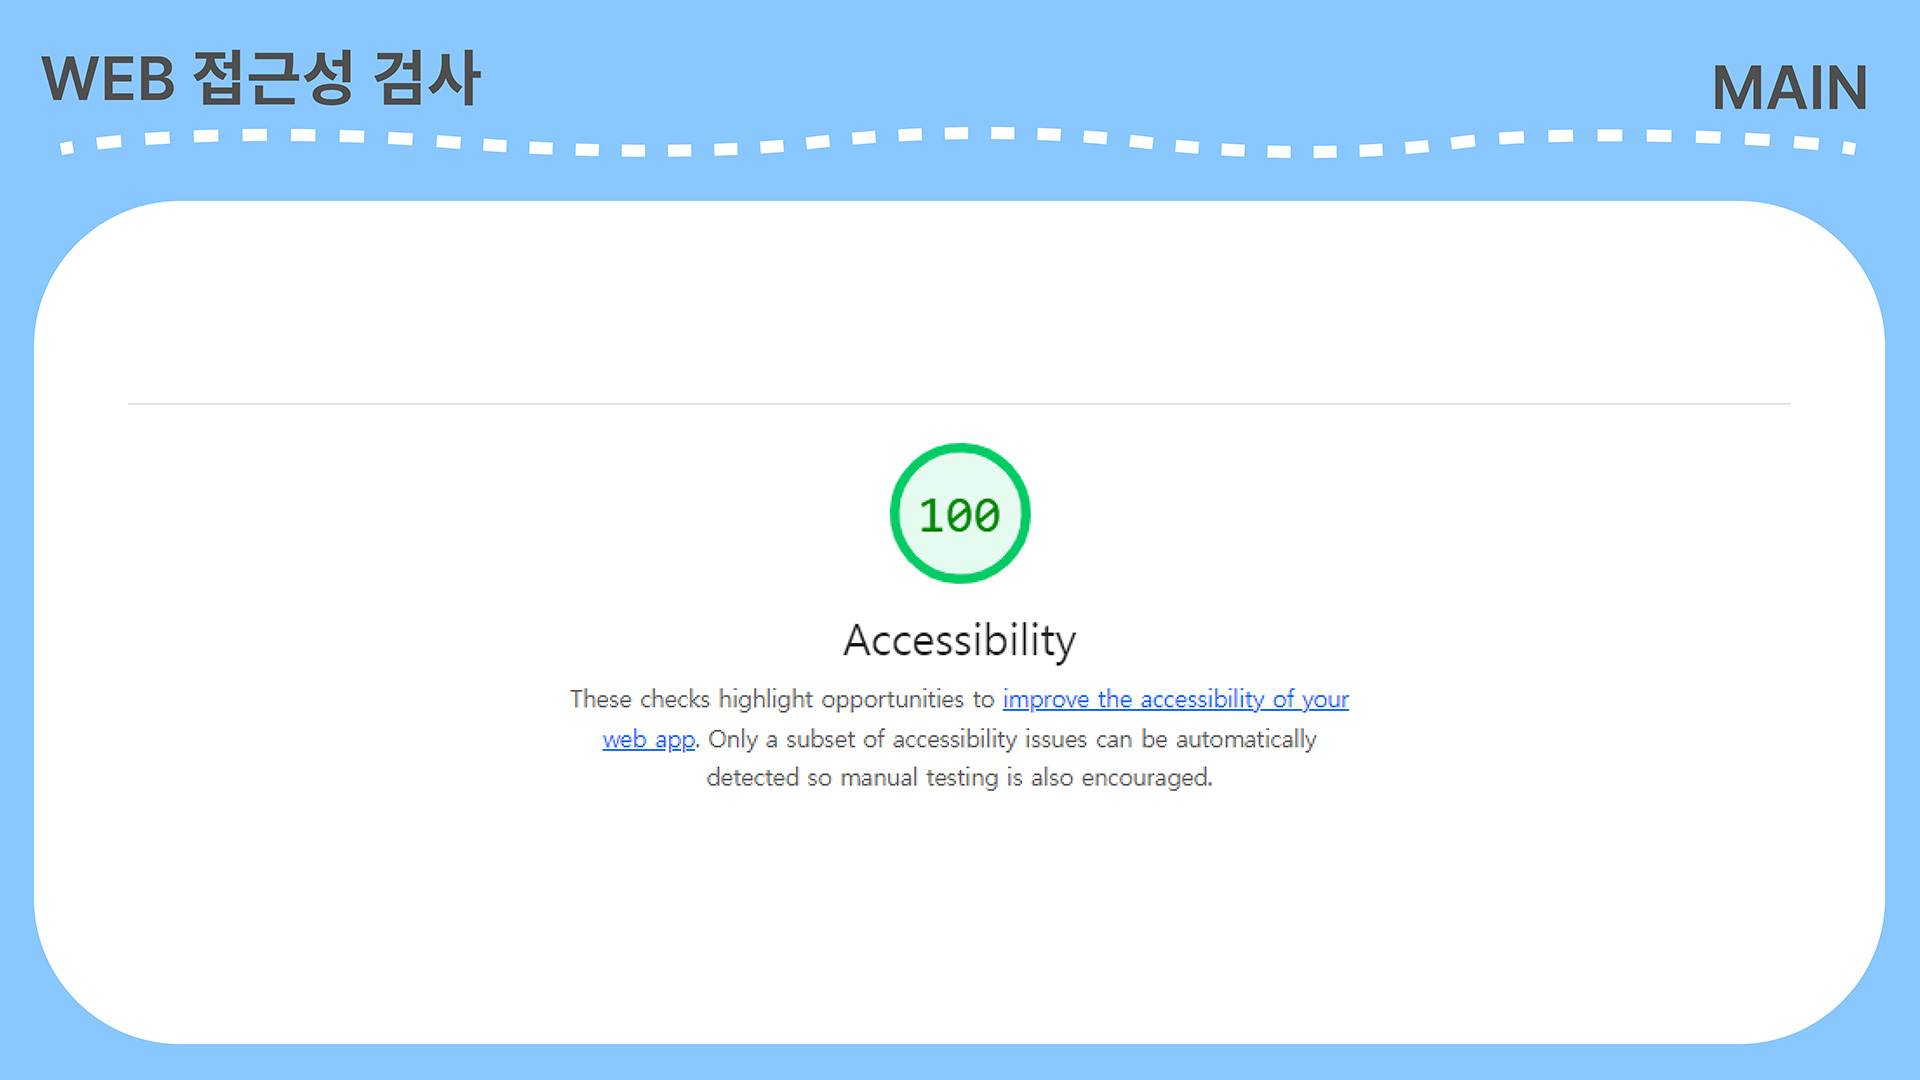 WEB 접근성 검사
MAIN
100
Accessibility
These checks highlight opportunities to improve the accessibility of your
web app. Only a subset of accessibility issues can be automatically
detected so manual testing is also encouraged.